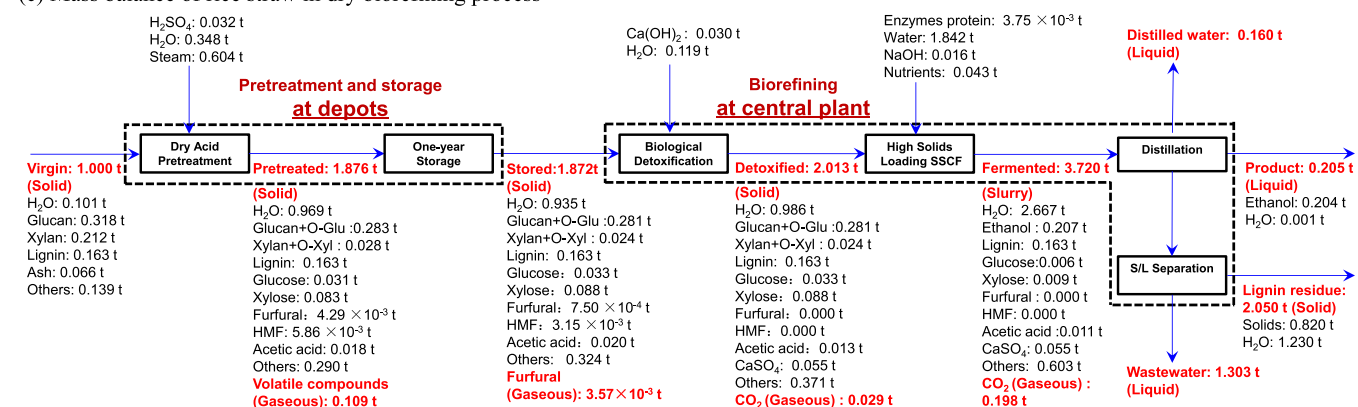 (c) Mass balance of rice straw in dry biorefining process
H₂SO₄: 0.032 t
H₂O: 0.348 t
Steam: 0.604 t
Ca(OH)₂ : 0.030 t
H₂O: 0.119 t
Enzymes protein: 3.75 ×10⁻³ t
Water: 1.842 t
NaOH: 0.016 t
Nutrients: 0.043 t
Distilled water: 0.160 t
(Liquid)
Pretreatment and storage
at depots
Biorefining
at central plant
Dry Acid
Pretreatment
One-year
Storage
Biological
Detoxification
High Solids
Loading SSCF
Distillation
S/L Separation
Virgin: 1.000 t
(Solid)
H₂O: 0.101 t
Glucan: 0.318 t
Xylan: 0.212 t
Lignin: 0.163 t
Ash: 0.066 t
Others: 0.139 t
Pretreated: 1.876 t
(Solid)
H₂O: 0.969 t
Glucan+O-Glu :0.283 t
Xylan+O-Xyl : 0.028 t
Lignin: 0.163 t
Glucose: 0.031 t
Xylose: 0.083 t
Furfural: 4.29 ×10⁻³ t
HMF: 5.86 ×10⁻³ t
Acetic acid: 0.018 t
Others: 0.290 t
Volatile compounds
(Gaseous): 0.109 t
Stored:1.872t
(Solid)
H₂O: 0.935 t
Glucan+O-Glu :0.281 t
Xylan+O-Xyl : 0.024 t
Lignin: 0.163 t
Glucose: 0.033 t
Xylose: 0.088 t
Furfural: 7.50 ×10⁻⁴ t
HMF: 3.15 ×10⁻³ t
Acetic acid: 0.020 t
Others: 0.324 t
Furfural
(Gaseous): 3.57×10⁻³ t
Detoxified: 2.013 t
(Solid)
H₂O: 0.986 t
Glucan+O-Glu :0.281 t
Xylan+O-Xyl : 0.024 t
Lignin: 0.163 t
Glucose: 0.033 t
Xylose: 0.088 t
Furfural: 0.000 t
HMF: 0.000 t
Acetic acid: 0.013 t
CaSO₄: 0.055 t
Others: 0.371 t
CO₂ (Gaseous) : 0.029 t
Fermented: 3.720 t
(Slurry)
H₂O: 2.667 t
Ethanol : 0.207 t
Lignin: 0.163 t
Glucose:0.006 t
Xylose: 0.009 t
Furfural : 0.000 t
HMF: 0.000 t
Acetic acid :0.011 t
CaSO₄: 0.055 t
Others: 0.603 t
CO₂ (Gaseous) :
0.198 t
Product: 0.205 t
(Liquid)
Ethanol: 0.204 t
H₂O: 0.001 t
Lignin residue:
2.050 t (Solid)
Solids: 0.820 t
H₂O: 1.230 t
Wastewater: 1.303 t
(Liquid)